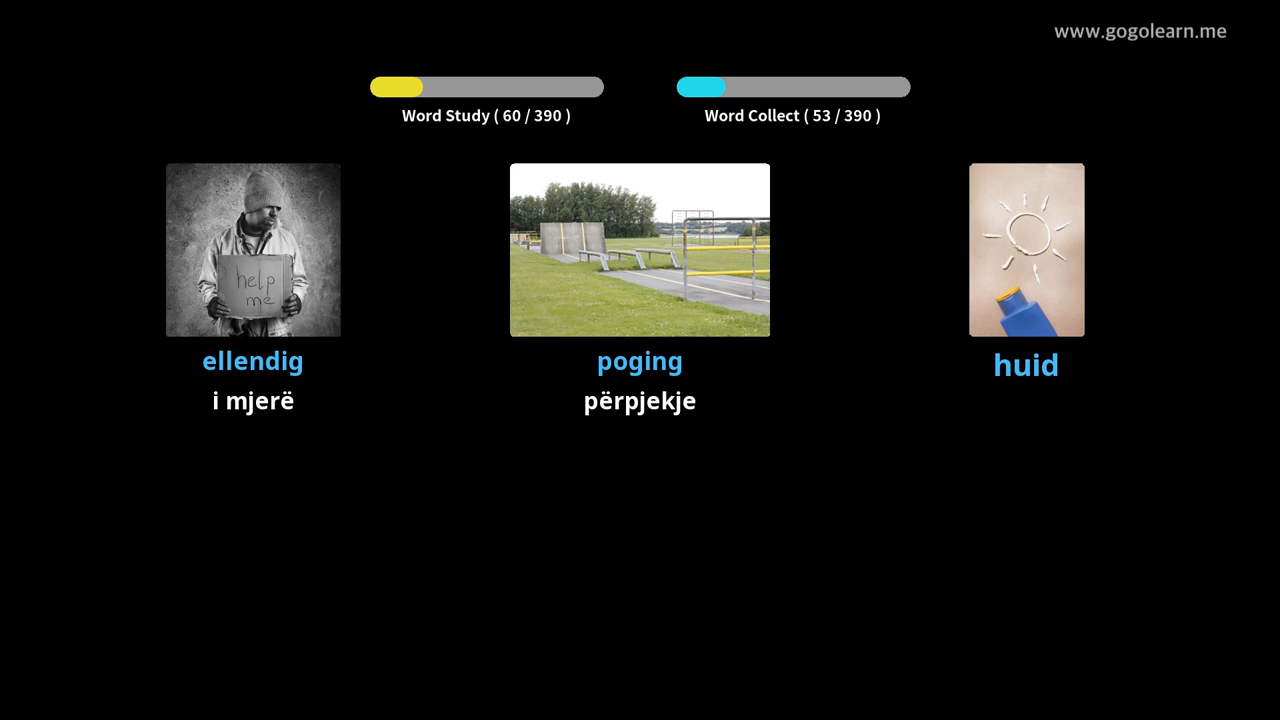 www.gogolearn.me
Word Study ( 60 / 390 )
Word Collect ( 53 / 390 )
help
me
ellendig
i mjerë
poging
përpjekje
huid